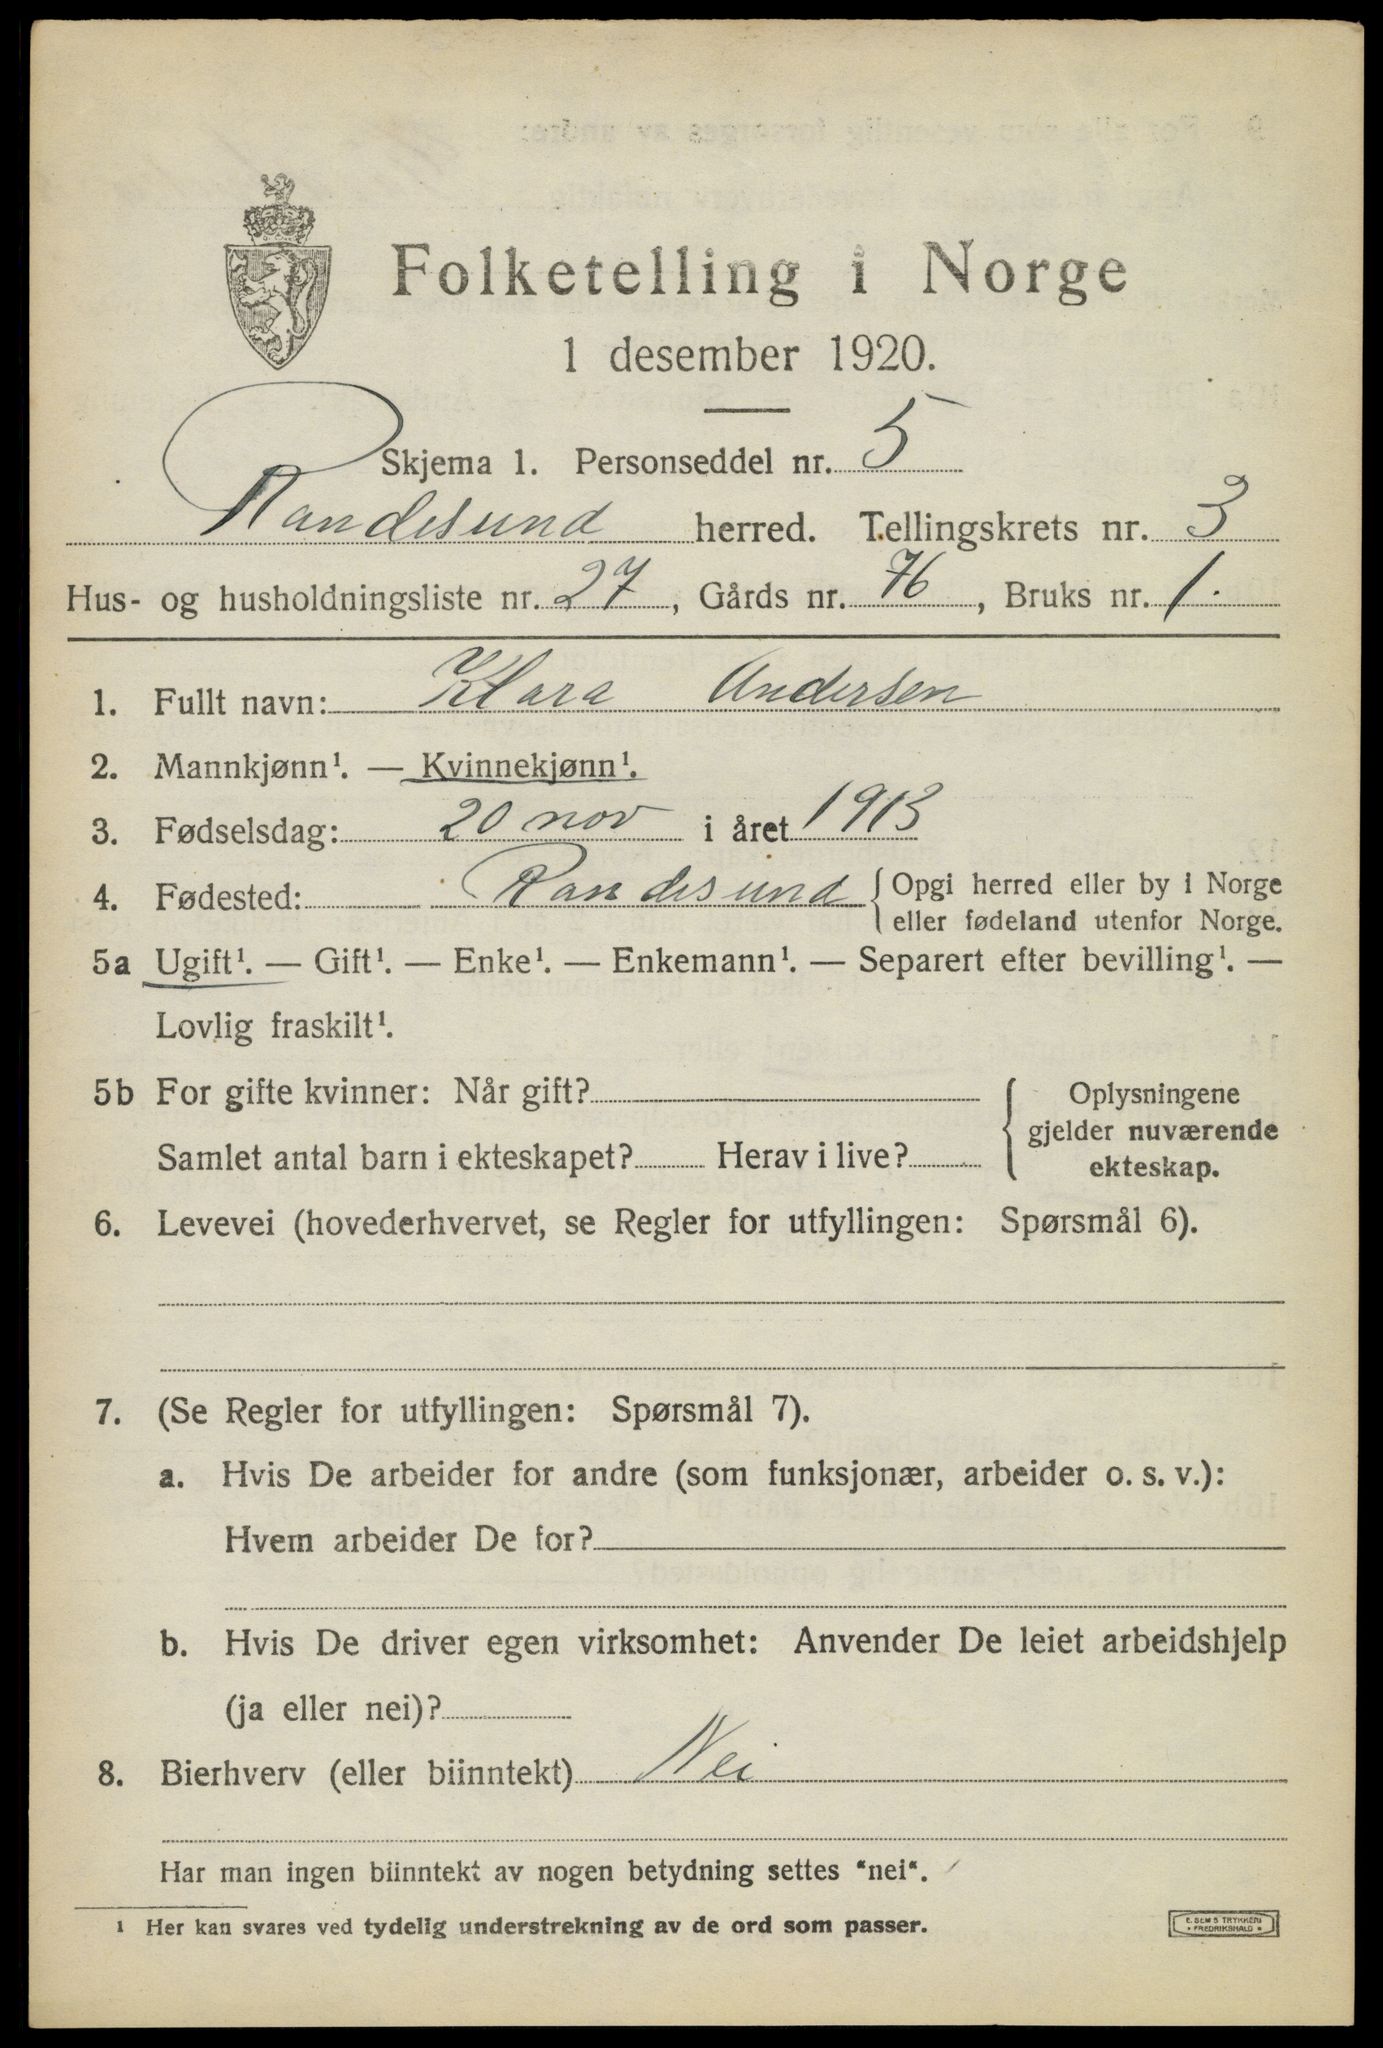 Folketelling i Norge
1 desember 1920.
Skjema 1. Personseddel nr. 5
Randesund herred. Tellingskrets nr. 3
Hus- og husholdningsliste nr. 27, Gårds nr. 76, Bruks nr. 1.
1. Fullt navn: Klara Andersen
2. Mannkjønn¹. — Kvinnekjønn¹.
3. Fødselsdag: 20 nov i året 1913
4. Fødested: Randesund { Opgi herred eller by i Norge
eller fødeland utenfor Norge.
5a Ugift¹. — Gift¹. — Enke¹. — Enkemann¹. — Separert efter bevilling¹. —
Lovlig fraskilt¹.
5b For gifte kvinner: Når gift?
Samlet antal barn i ekteskapet? Herav i live?
Oplysningene
gjelder nuværende
ekteskap.
6. Levevei (hovederhvervet, se Regler for utfyllingen: Spørsmål 6).
7. (Se Regler for utfyllingen: Spørsmål 7).
a. Hvis De arbeider for andre (som funksjonær, arbeider o. s. v.):
Hvem arbeider De for?
b. Hvis De driver egen virksomhet: Anvender De leiet arbeidshjelp
(ja eller nei)?
8. Bierhverv (eller biinntekt) Nei
Har man ingen biinntekt av nogen betydning settes "nei".
¹ Her kan svares ved tydelig understrekning av de ord som passer.
E. SEM'S TRYKKERI
• FREDRIKSHALD •